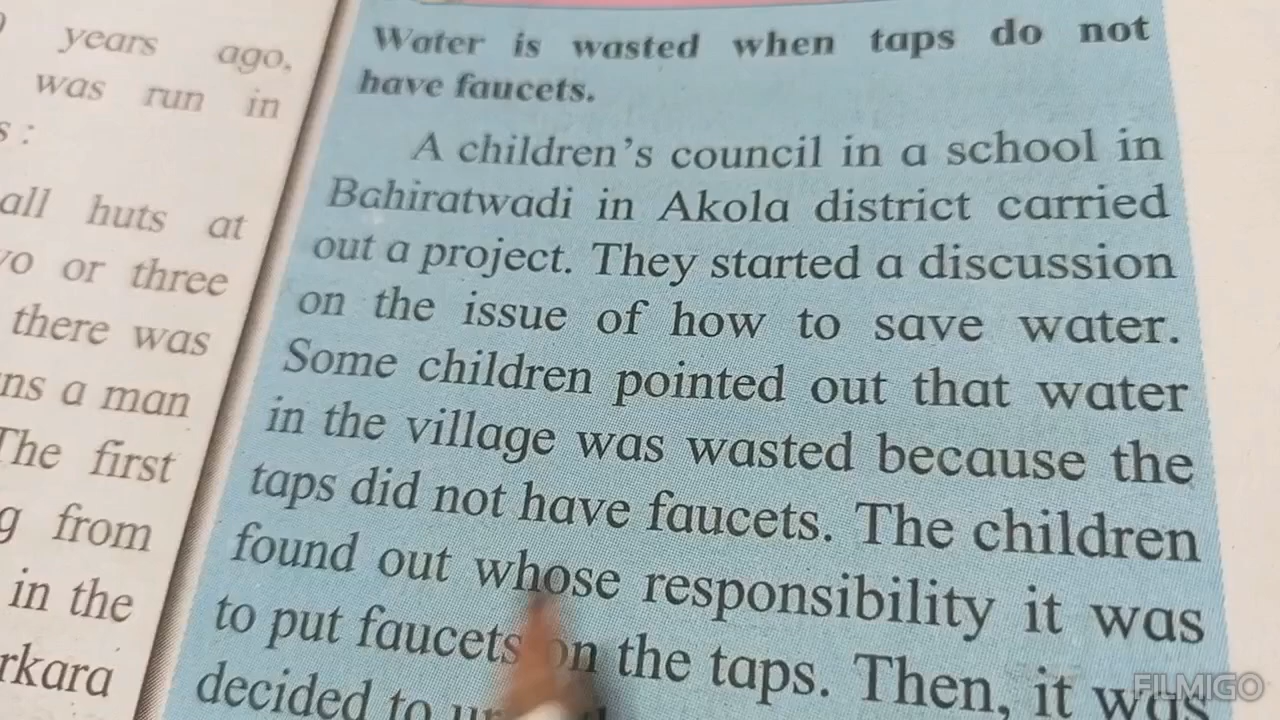 years ago,
was run in
s :
all huts at
or three
there was
ns a man
The first
g from
in the
rkara
Water is wasted when taps do not
have faucets.
A children's council in a school in
Bahiratwadi in Akola district carried
out a project. They started a discussion
on the issue of how to save water.
Some children pointed out that water
in the village was wasted because the
taps did not have faucets. The children
found out whose responsibility it was
to put faucets on the taps. Then, it was
decided to
FILMIGO